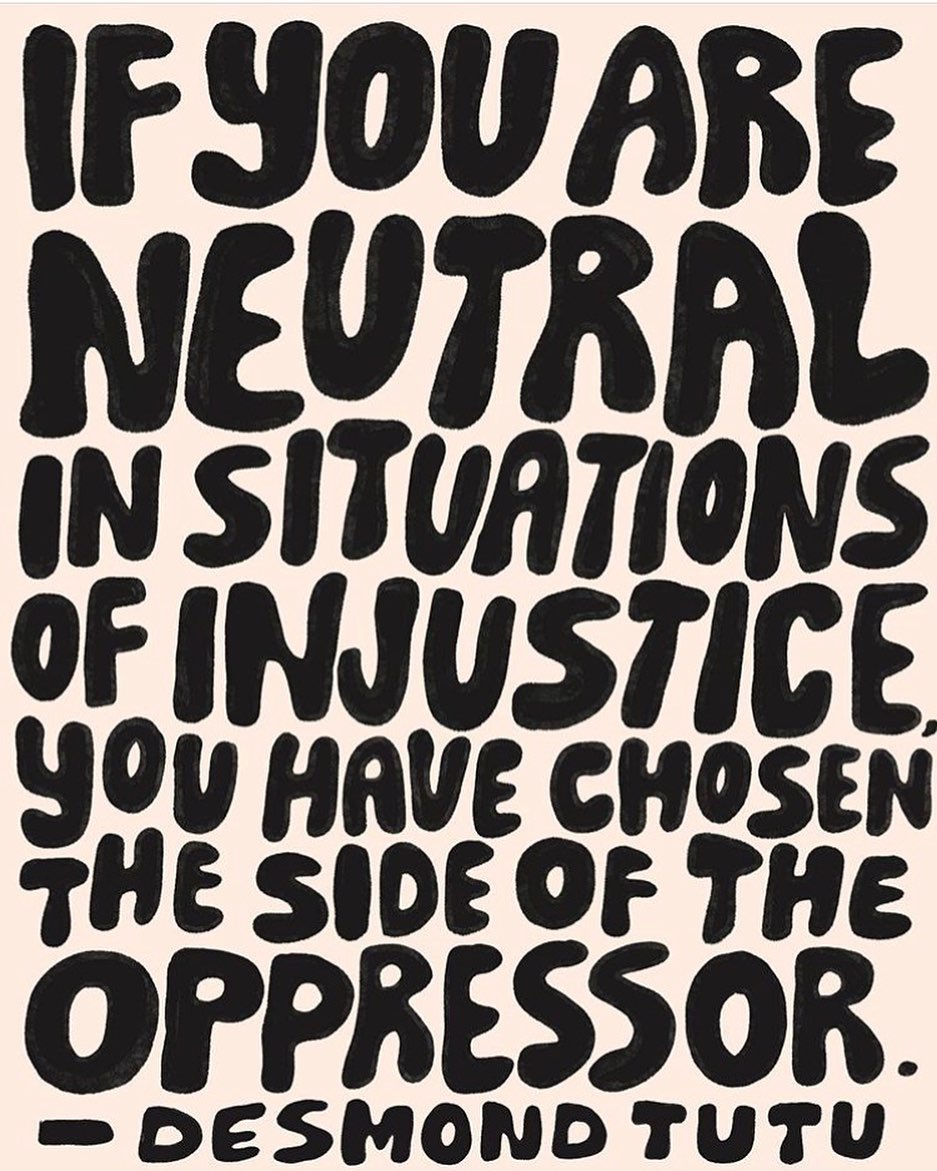 IF YOU ARE
NEUTRAL
IN SITUATIONS
OF INJUSTICE,
YOU HAVE CHOSEN
THE SIDE OF THE
OPPRESSOR.
– DESMOND TUTU